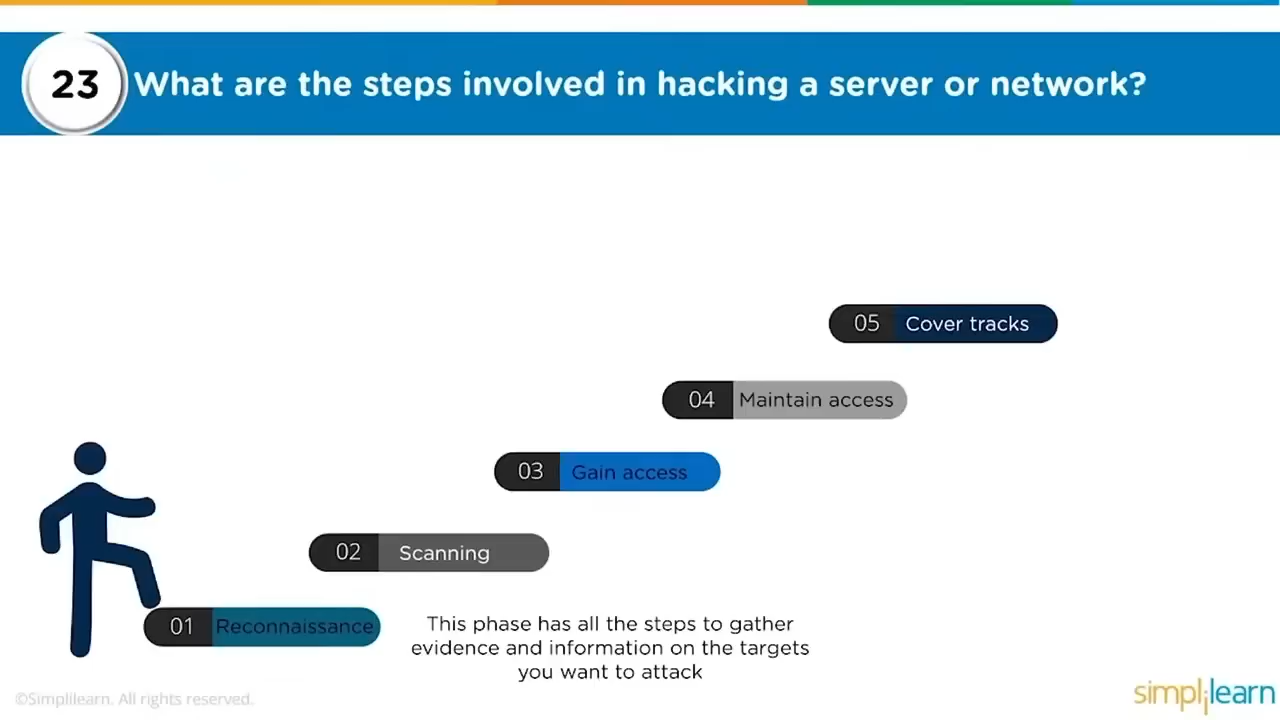 23
What are the steps involved in hacking a server or network?
05 Cover tracks
04 Maintain access
03 Gain access
02 Scanning
01 Reconnaissance
This phase has all the steps to gather
evidence and information on the targets
you want to attack
©Simplilearn. All rights reserved.
simplilearn